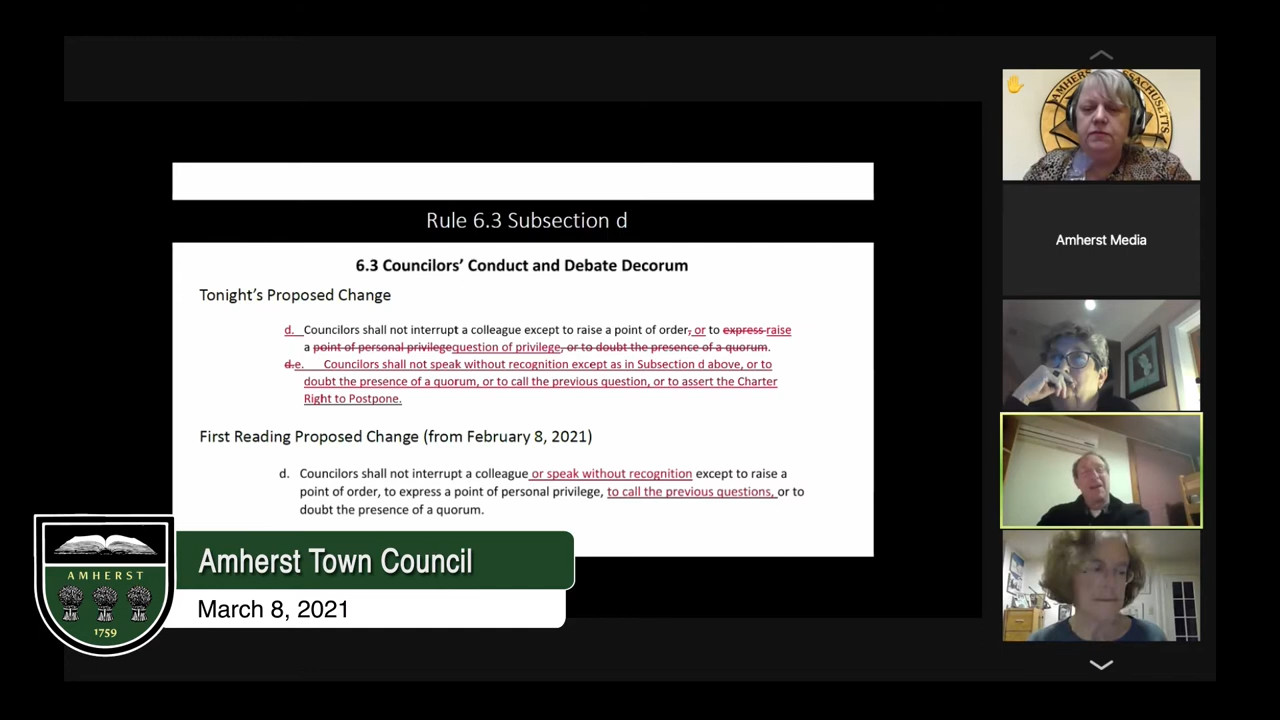 AMHERST MASSACHUSETTS
Amherst Media
Rule 6.3 Subsection d
6.3 Councilors' Conduct and Debate Decorum
Tonight's Proposed Change
d. Councilors shall not interrupt a colleague except to raise a point of order, or to express raise
a point of personal privilegequestion of privilege, or to doubt the presence of a quorum.
d.e. Councilors shall not speak without recognition except as in Subsection d above, or to
doubt the presence of a quorum, or to call the previous question, or to assert the Charter
Right to Postpone.
First Reading Proposed Change (from February 8, 2021)
d. Councilors shall not interrupt a colleague or speak without recognition except to raise a
point of order, to express a point of personal privilege, to call the previous questions, or to
doubt the presence of a quorum.
Amherst Town Council
March 8, 2021
AMHERST
1759